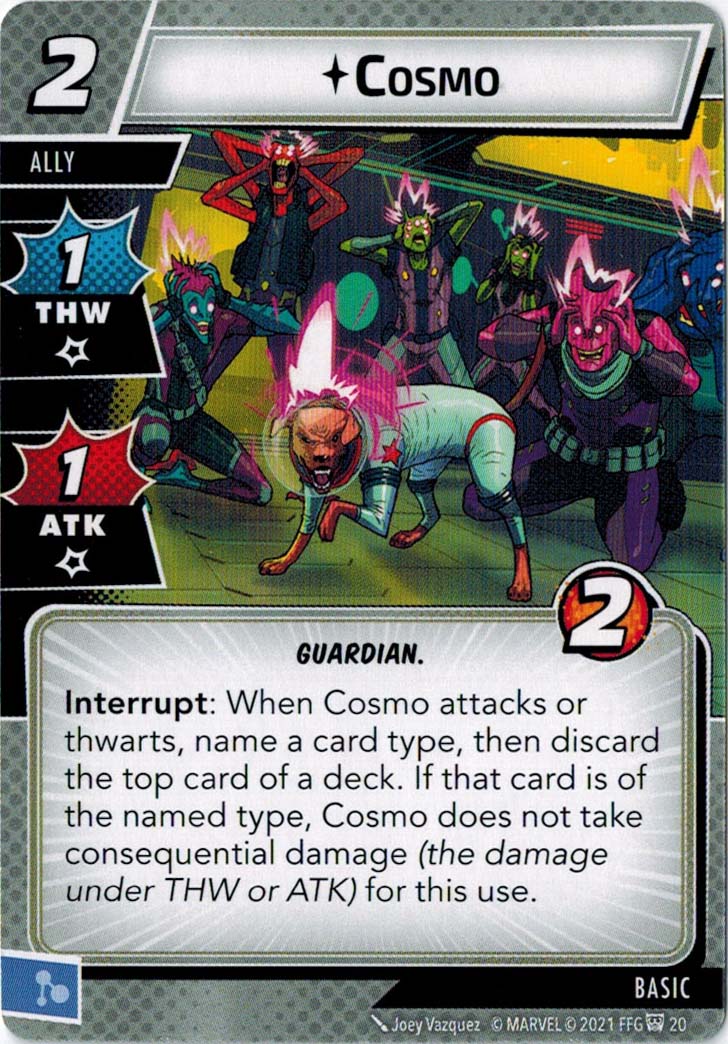 2
COSMO
ALLY
1
THW
1
ATK
2
GUARDIAN.
Interrupt: When Cosmo attacks or
thwarts, name a card type, then discard
the top card of a deck. If that card is of
the named type, Cosmo does not take
consequential damage (the damage
under THW or ATK) for this use.
BASIC
Joey Vazquez © MARVEL © 2021 FFG 20